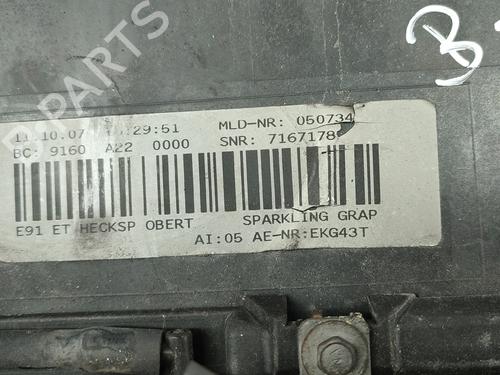 B PARTS
B
11.10.07 29:51 MLD-NR: 050734
BC: 9160 A22 0000 SNR: 7167178
E91 ET HECKSP OBERT SPARKLING GRAP
AI:05 AE-NR:EKG43T